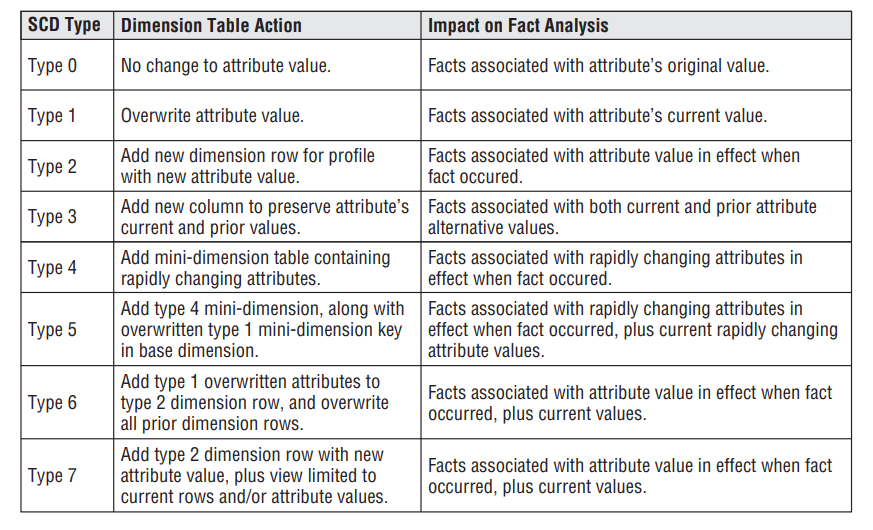 SCD Type Dimension Table Action Impact on Fact Analysis
Type 0 No change to attribute value. Facts associated with attribute's original value.
Type 1 Overwrite attribute value. Facts associated with attribute's current value.
Type 2
Add new dimension row for profile
with new attribute value.
Facts associated with attribute value in effect when
fact occured.
Type 3
Add new column to preserve attribute's
current and prior values.
Facts associated with both current and prior attribute
alternative values.
Type 4
Add mini-dimension table containing
rapidly changing attributes.
Facts associated with rapidly changing attributes in
effect when fact occured.
Type 5
Add type 4 mini-dimension, along with
overwritten type 1 mini-dimension key
in base dimension.
Facts associated with rapidly changing attributes in
effect when fact occurred, plus current rapidly changing
attribute values.
Type 6
Add type 1 overwritten attributes to
type 2 dimension row, and overwrite
all prior dimension rows.
Facts associated with attribute value in effect when fact
occurred, plus current values.
Type 7
Add type 2 dimension row with new
attribute value, plus view limited to
current rows and/or attribute values.
Facts associated with attribute value in effect when fact
occurred, plus current values.